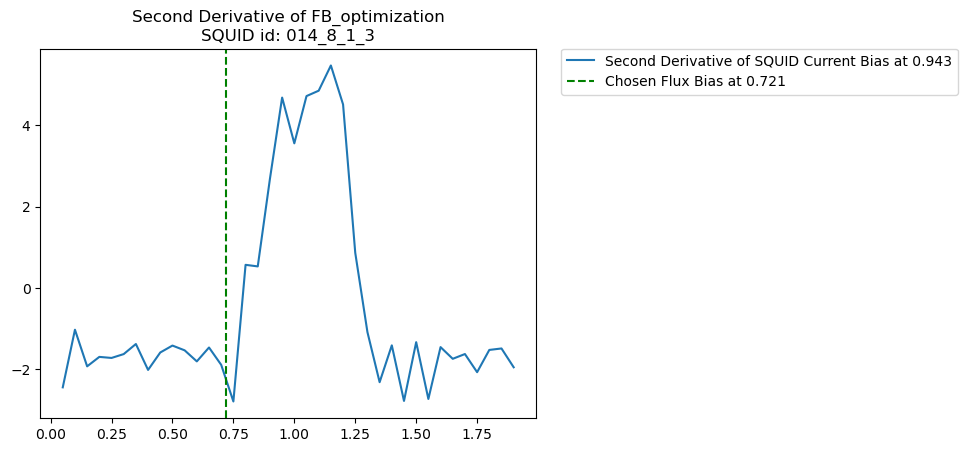 Second Derivative of FB_optimization
SQUID id: 014_8_1_3
Second Derivative of SQUID Current Bias at 0.943
Chosen Flux Bias at 0.721
4
2
0
−2
0.00 0.25 0.50 0.75 1.00 1.25 1.50 1.75